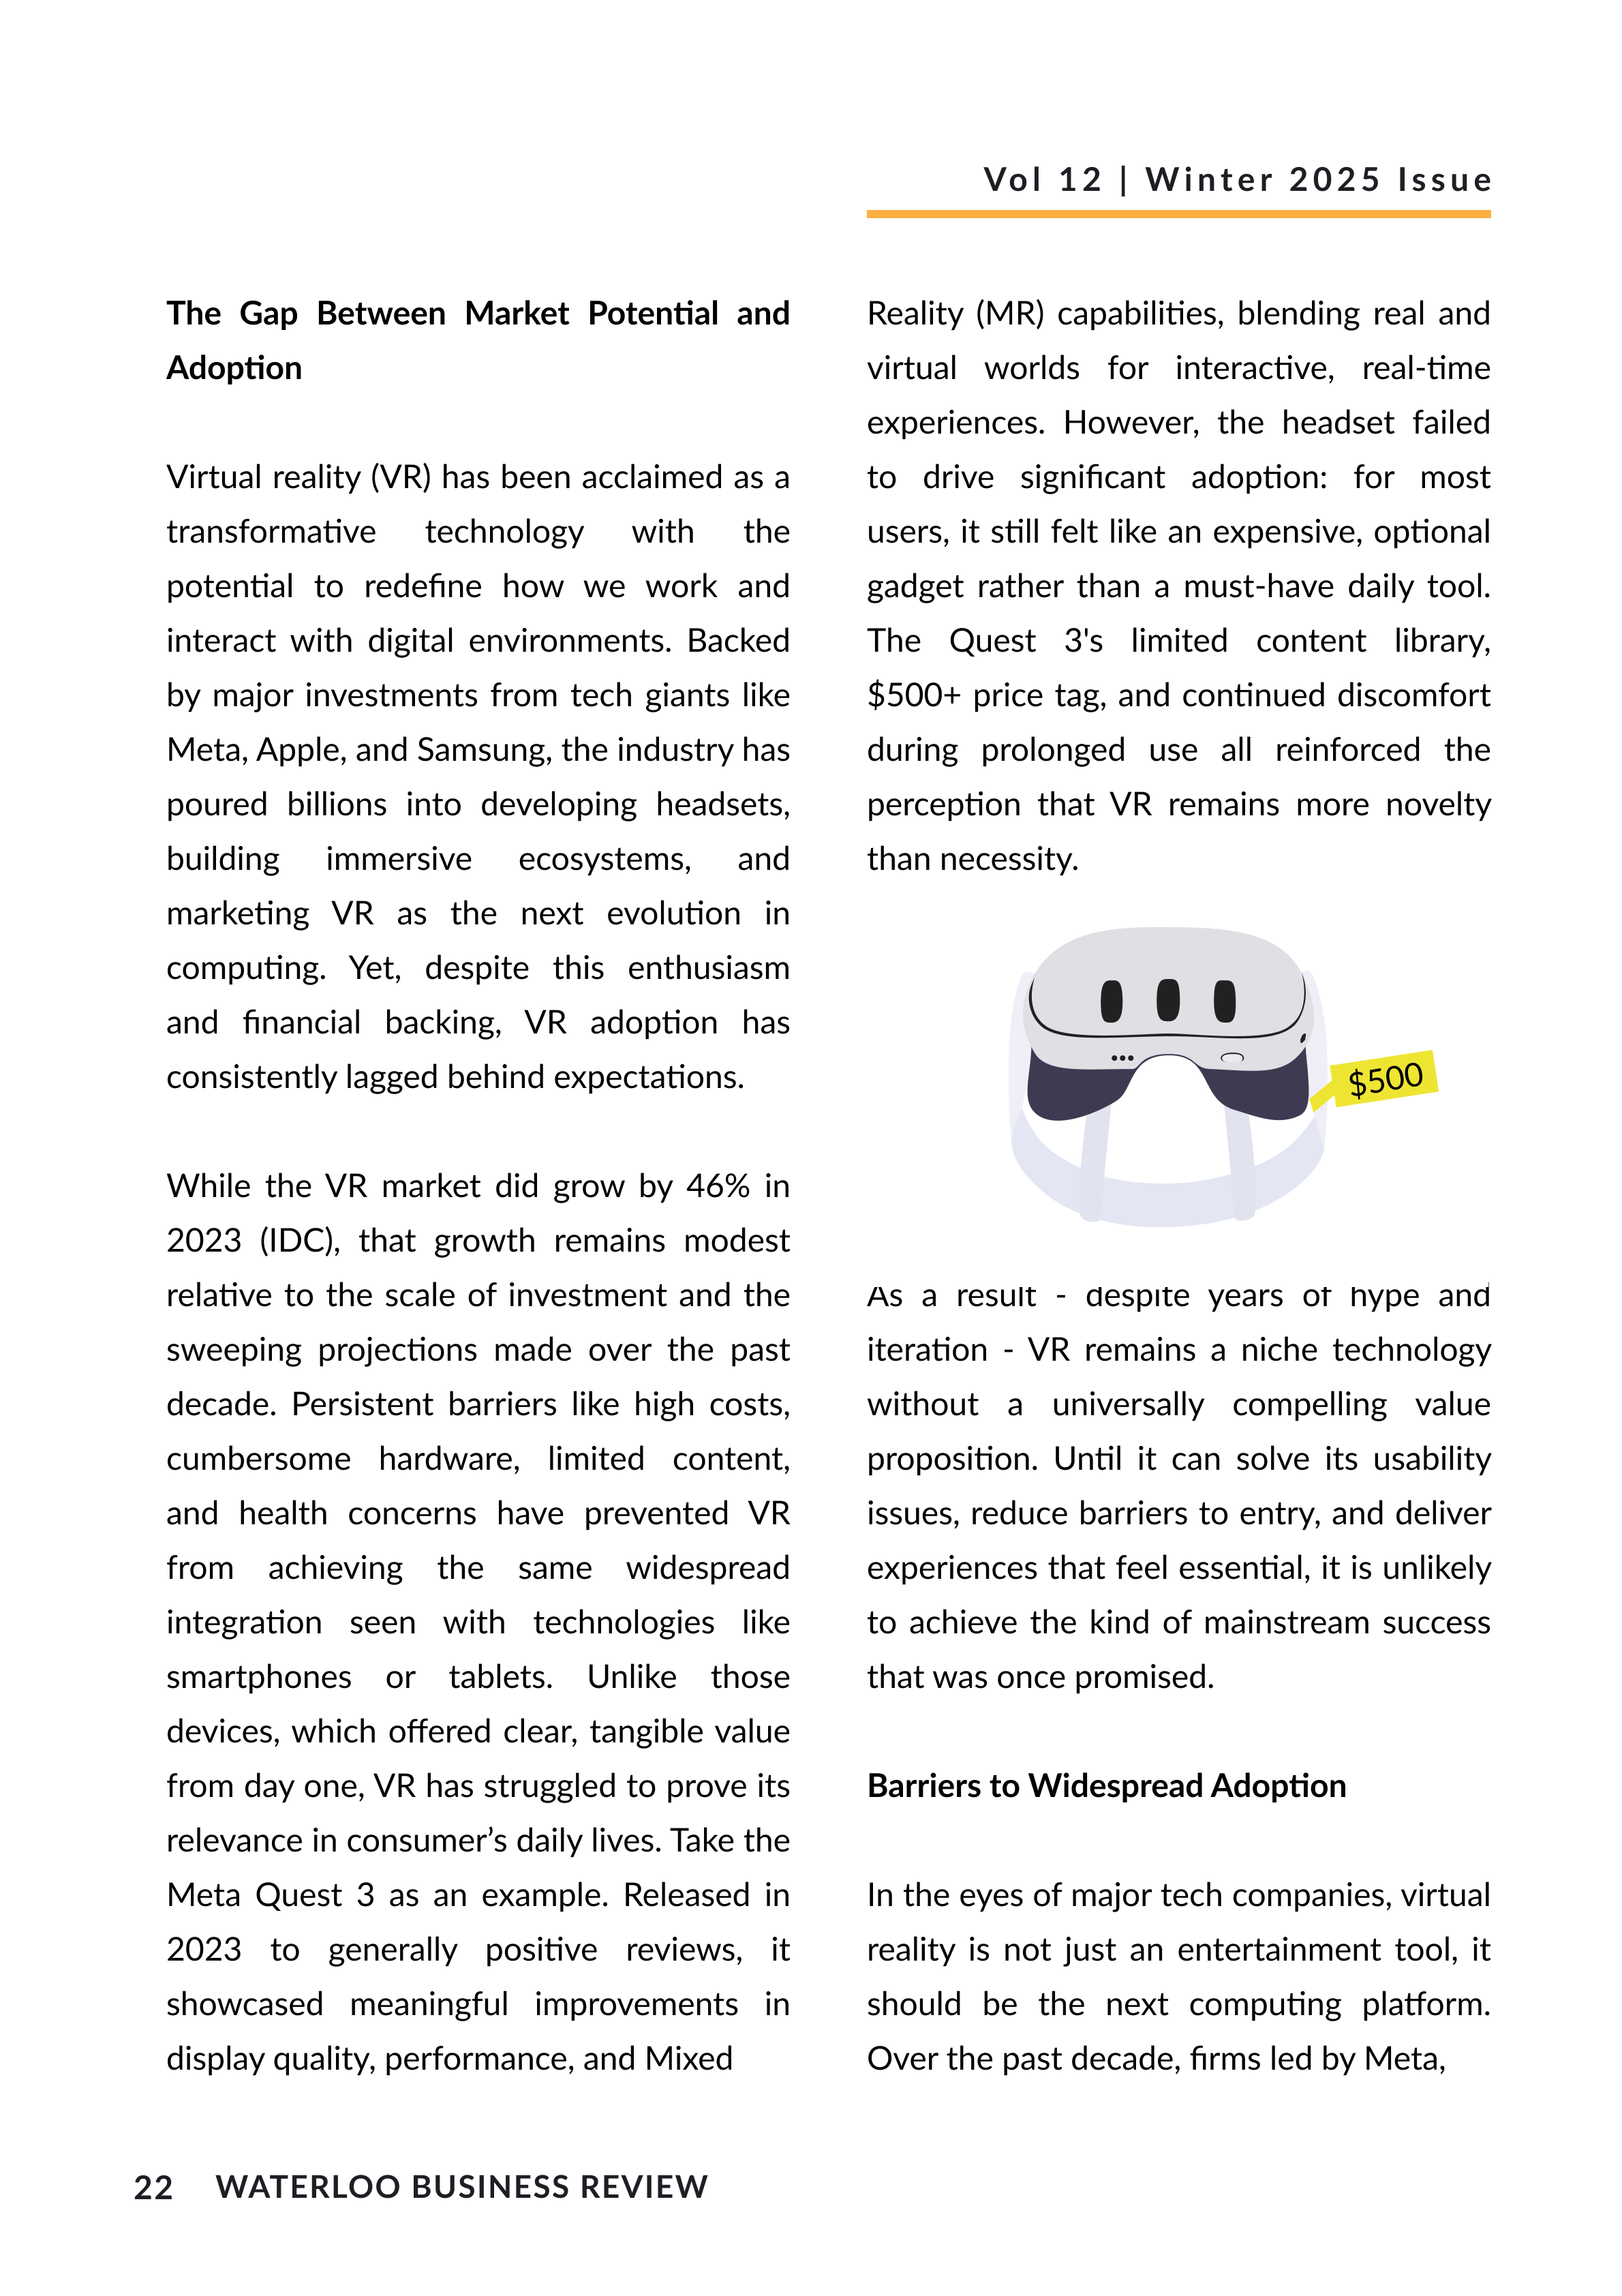 Vol 12 | Winter 2025 Issue
The Gap Between Market Potential and
Adoption
Virtual reality (VR) has been acclaimed as a
transformative technology with the
potential to redefine how we work and
interact with digital environments. Backed
by major investments from tech giants like
Meta, Apple, and Samsung, the industry has
poured billions into developing headsets,
building immersive ecosystems, and
marketing VR as the next evolution in
computing. Yet, despite this enthusiasm
and financial backing, VR adoption has
consistently lagged behind expectations.
While the VR market did grow by 46% in
2023 (IDC), that growth remains modest
relative to the scale of investment and the
sweeping projections made over the past
decade. Persistent barriers like high costs,
cumbersome hardware, limited content,
and health concerns have prevented VR
from achieving the same widespread
integration seen with technologies like
smartphones or tablets. Unlike those
devices, which offered clear, tangible value
from day one, VR has struggled to prove its
relevance in consumer’s daily lives. Take the
Meta Quest 3 as an example. Released in
2023 to generally positive reviews, it
showcased meaningful improvements in
display quality, performance, and Mixed
Reality (MR) capabilities, blending real and
virtual worlds for interactive, real-time
experiences. However, the headset failed
to drive significant adoption: for most
users, it still felt like an expensive, optional
gadget rather than a must-have daily tool.
The Quest 3's limited content library,
$500+ price tag, and continued discomfort
during prolonged use all reinforced the
perception that VR remains more novelty
than necessity.
$500
As a result - despite years of hype and
iteration - VR remains a niche technology
without a universally compelling value
proposition. Until it can solve its usability
issues, reduce barriers to entry, and deliver
experiences that feel essential, it is unlikely
to achieve the kind of mainstream success
that was once promised.
Barriers to Widespread Adoption
In the eyes of major tech companies, virtual
reality is not just an entertainment tool, it
should be the next computing platform.
Over the past decade, firms led by Meta,
22 WATERLOO BUSINESS REVIEW